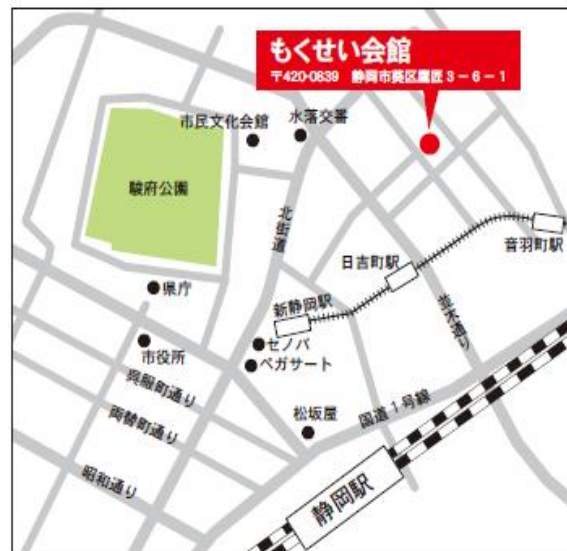 もくせい会館
〒420-0839 静岡市葵区鷹匠3-6-1
市民文化会館
水落交番
駿府公園
北街道
音羽町駅
日吉町駅
県庁
新静岡駅
並木通り
セノバ
市役所
ペガサート
呉服町通り
国道1号線
両替町通り
松坂屋
昭和通り
静岡駅